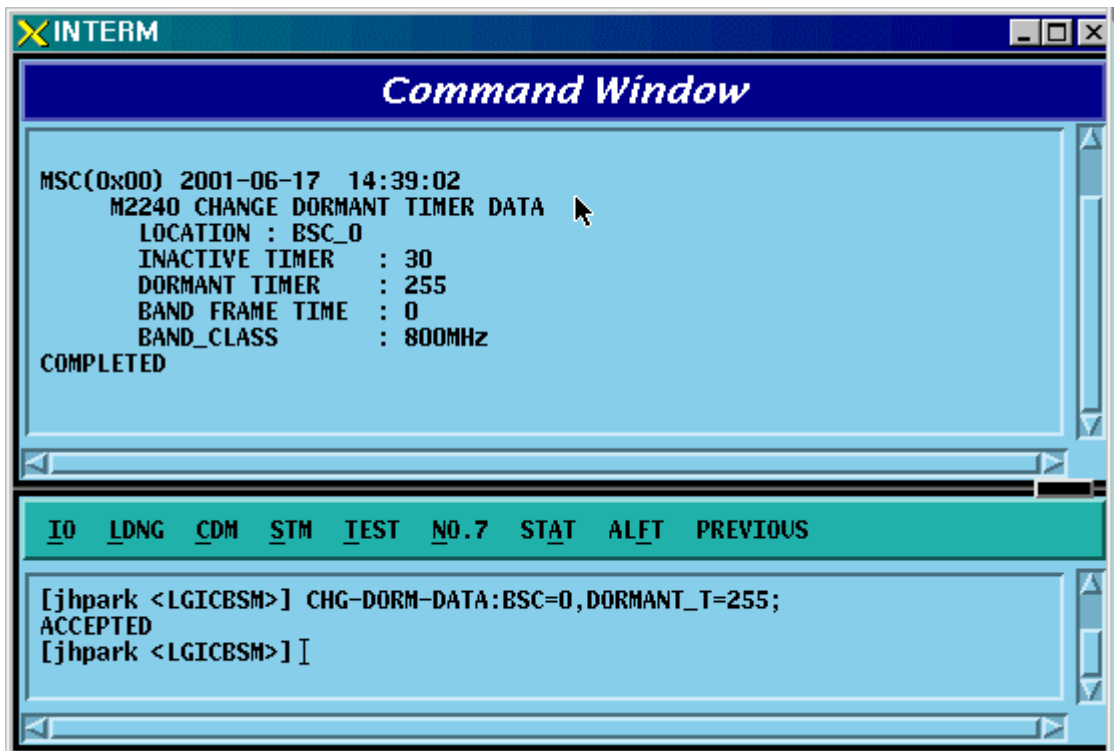 INTERM
Command Window
MSC(0x00) 2001-06-17 14:39:02
M2240 CHANGE DORMANT TIMER DATA
LOCATION : BSC_0
INACTIVE TIMER : 30
DORMANT TIMER : 255
BAND FRAME TIME : 0
BAND_CLASS : 800MHz
COMPLETED
IO LDNG CDM STM TEST NO.7 STAT ALFT PREVIOUS
[jhpark <LGICBSM>] CHG-DORM-DATA:BSC=0,DORMANT_T=255;
ACCEPTED
[jhpark <LGICBSM>]